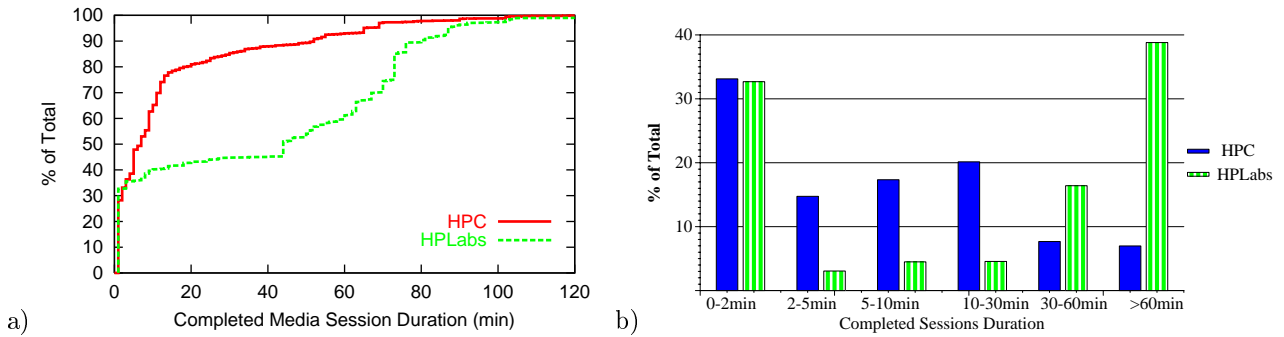 100
90
80
70
60
50
40
30
20
10
0
% of Total
HPC
HPLabs
0 20 40 60 80 100 120
Completed Media Session Duration (min)
a)
40
30
20
10
% of Total
HPC
HPLabs
0-2min 2-5min 5-10min 10-30min 30-60min >60min
Completed Sessions Duration
b)